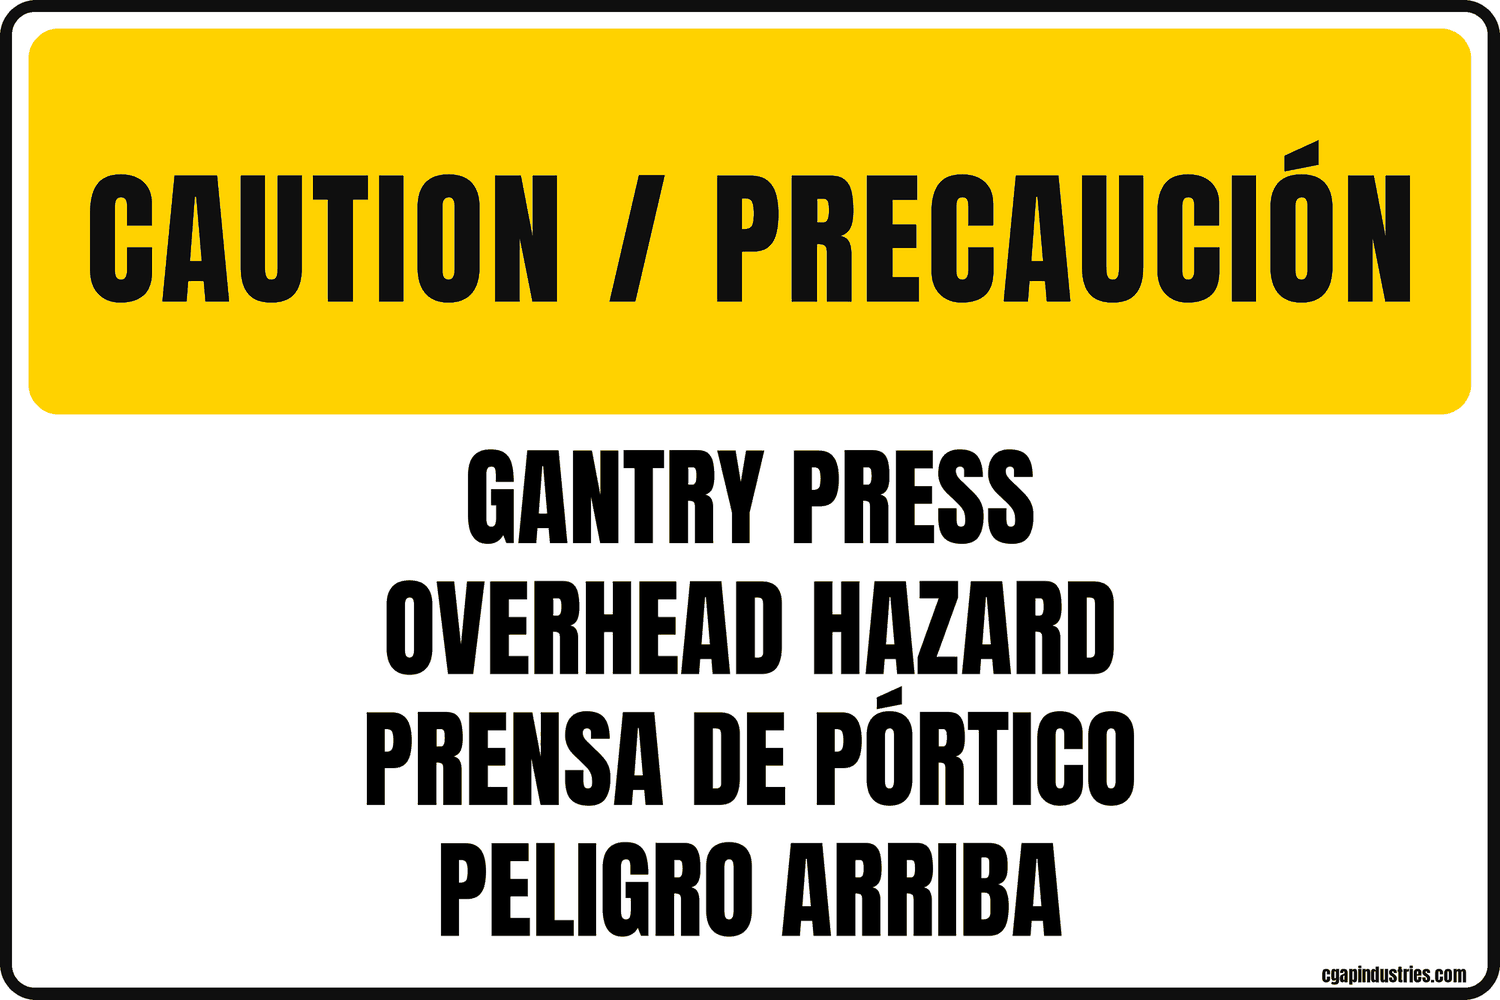 CAUTION / PRECAUCIÓN
GANTRY PRESS
OVERHEAD HAZARD
PRENSA DE PÓRTICO
PELIGRO ARRIBA
cgapindustries.com